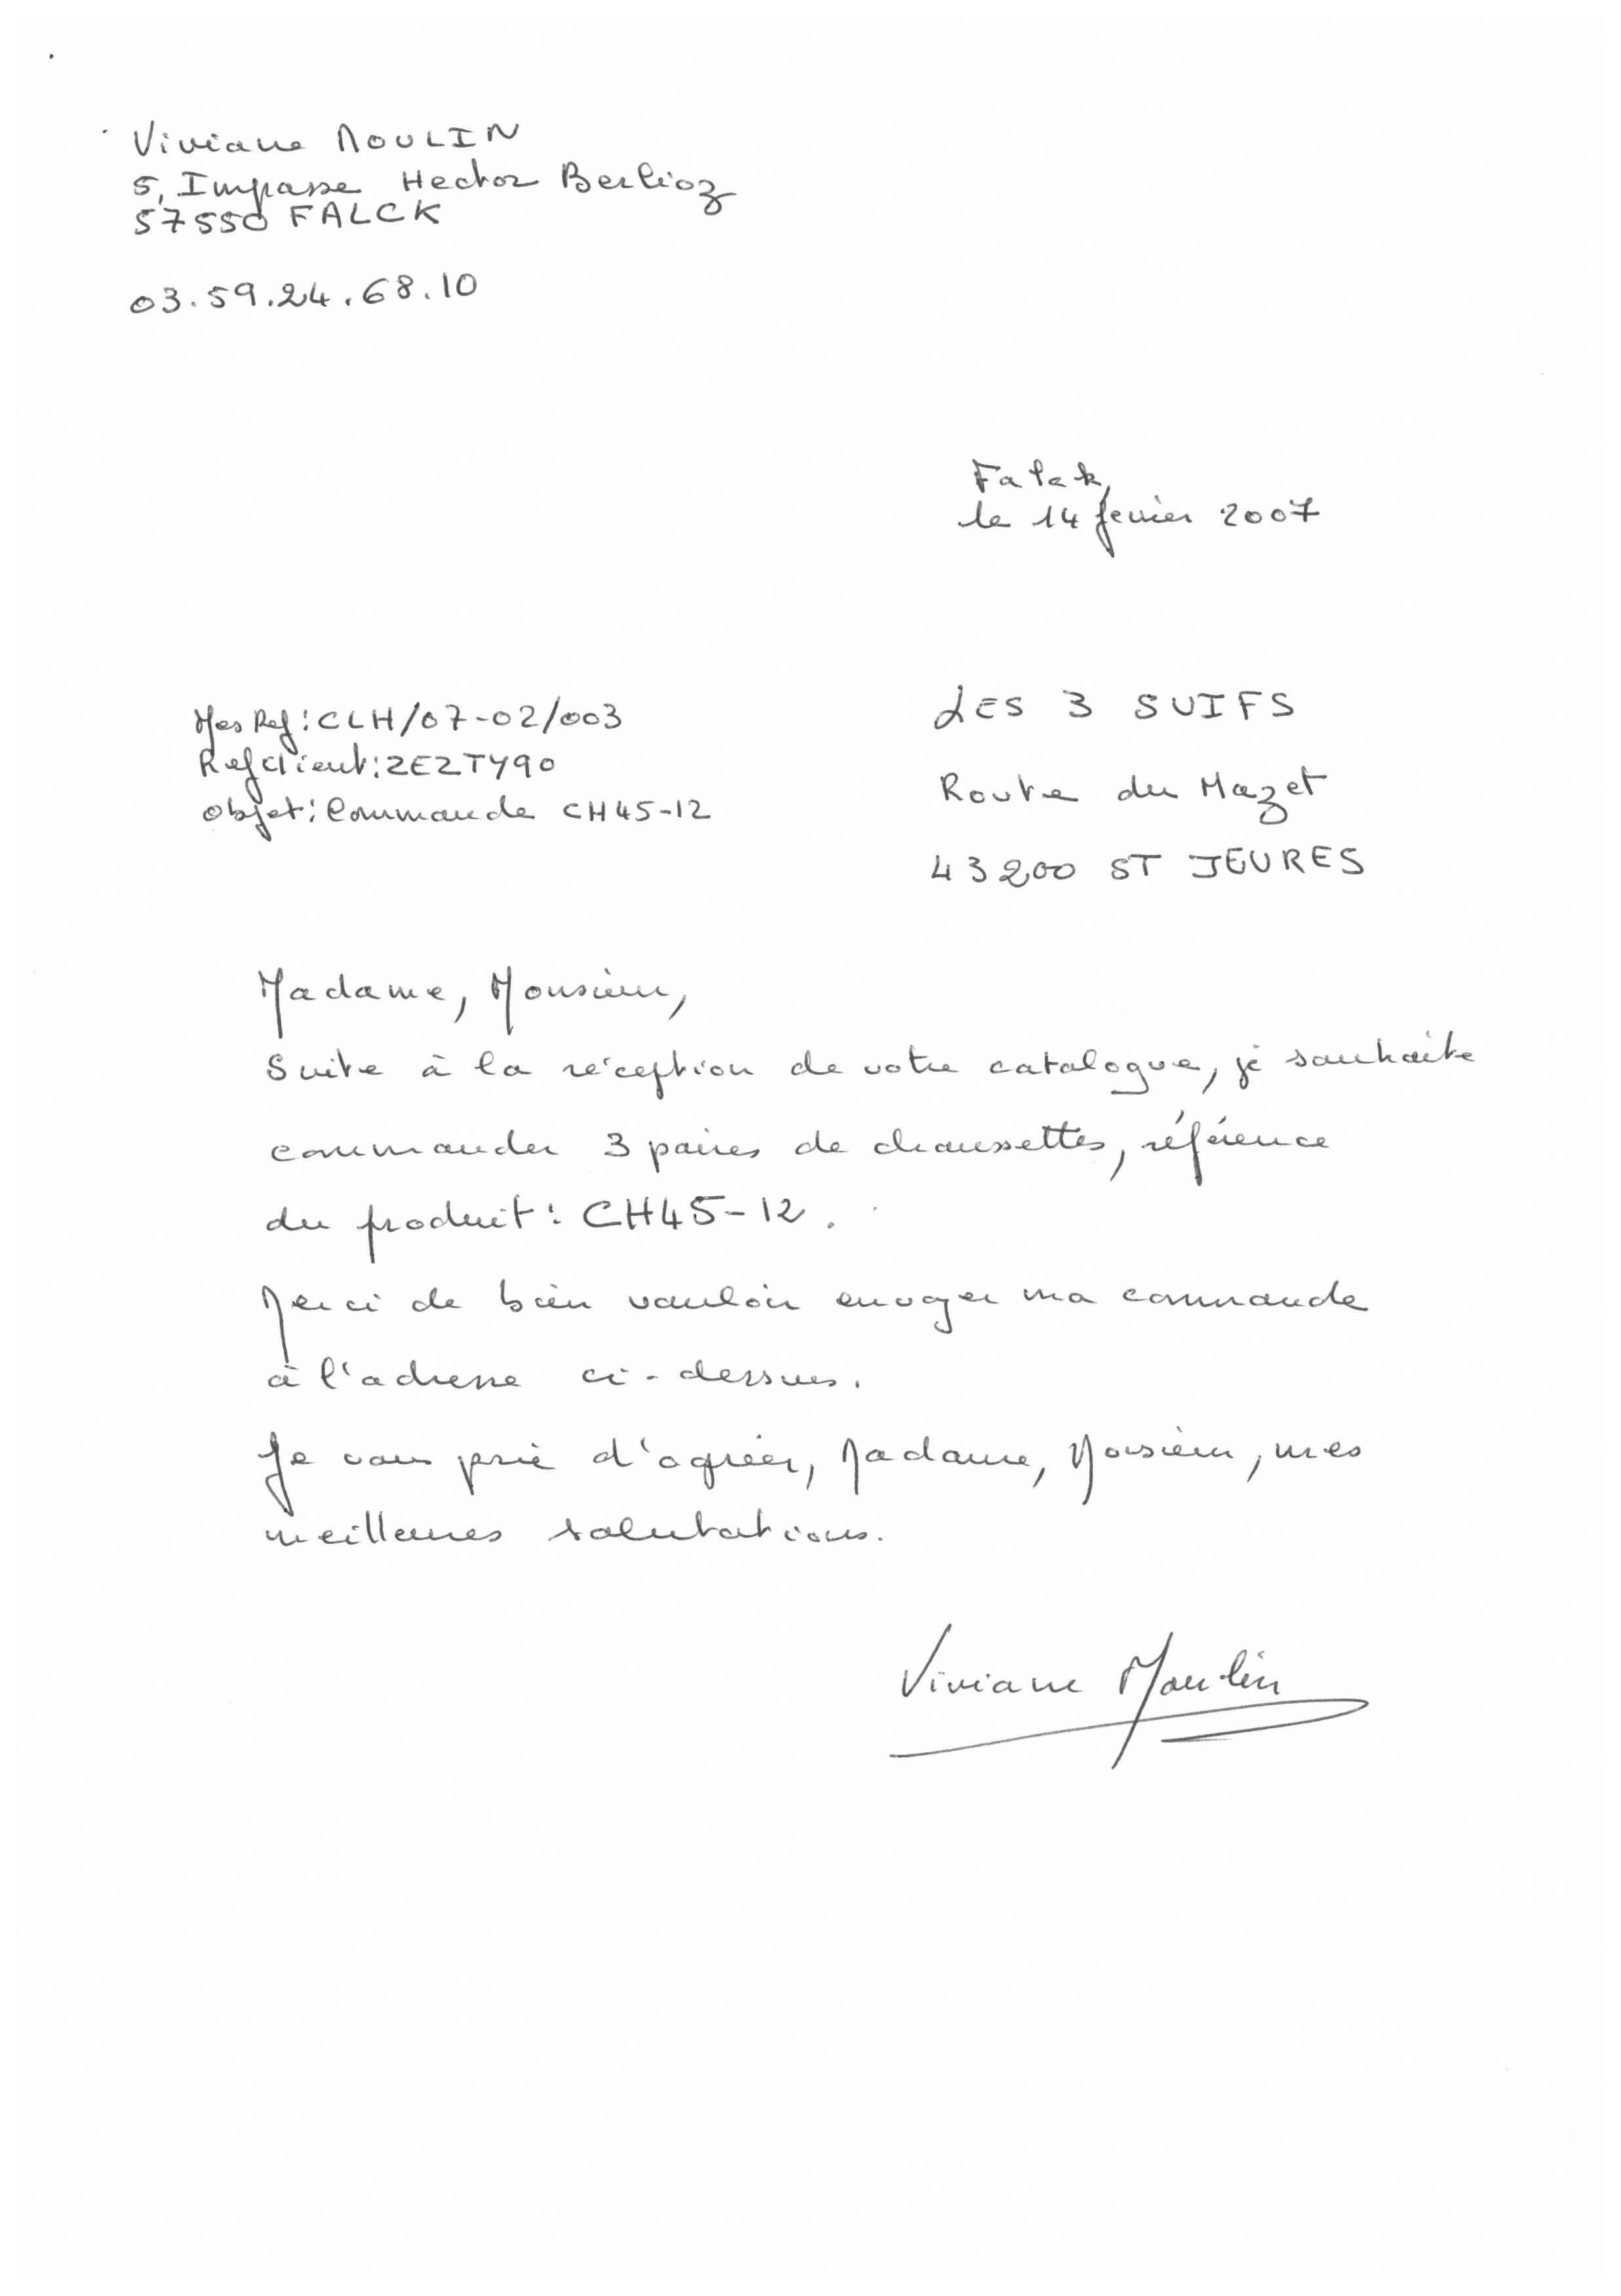 Viviane MOULIN
5, Impasse Hector Berlioz
57550 FALCK
03.59.24.68.10
Falck,
le 14 fevrier 2007
Mes Ref : CLH/07-02/003
Ref client : ZEZTY90
Objet : Commande CH45-12
LES 3 SUIFS
Route du Mazet
43200 ST JEURES
Madame, Monsieur,
Suite à la réception de votre catalogue, je souhaite
commander 3 paires de chaussettes, référence
du produit : CH45-12.
Merci de bien vouloir envoyer ma commande
à l'adresse ci-dessus.
Je vous prie d'agréer, Madame, Monsieur, mes
meilleures salutations.
Viviane Moulin